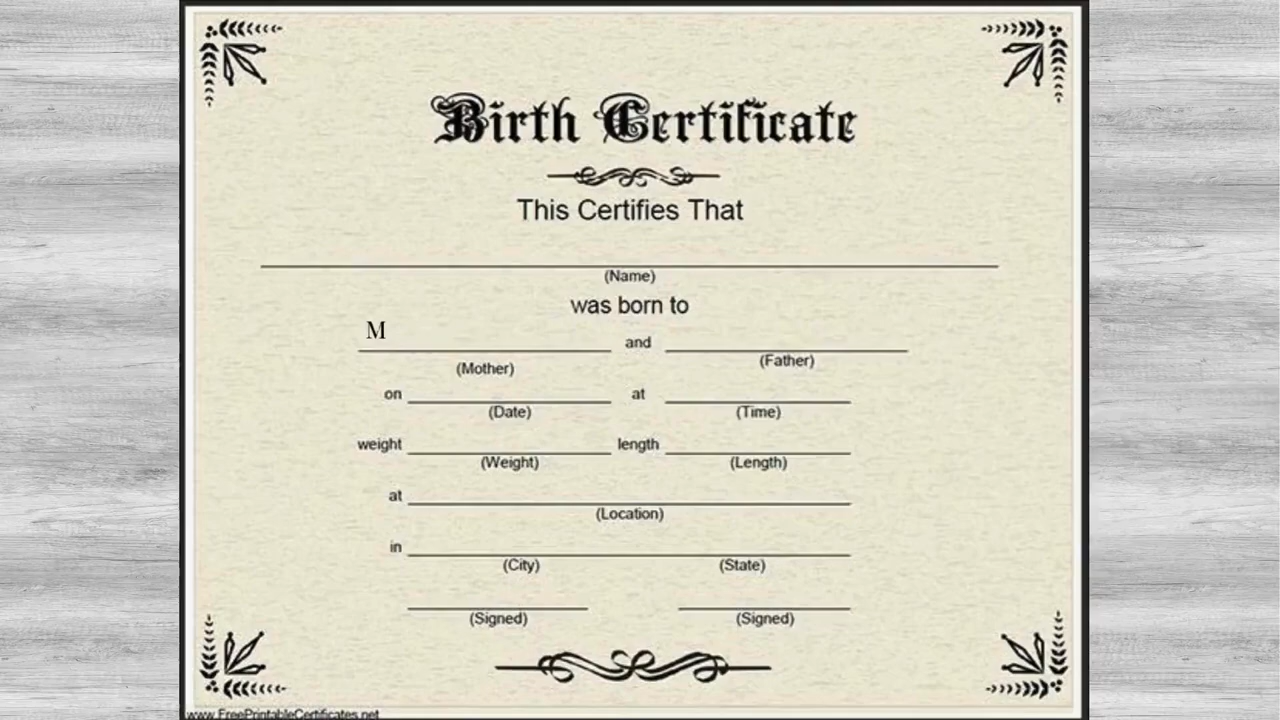 Birth Certificate
This Certifies That
(Name)
was born to
M and
(Mother) (Father)
on at
(Date) (Time)
weight length
(Weight) (Length)
at
(Location)
in
(City) (State)
(Signed) (Signed)
www.FreePrintableCertificates.net